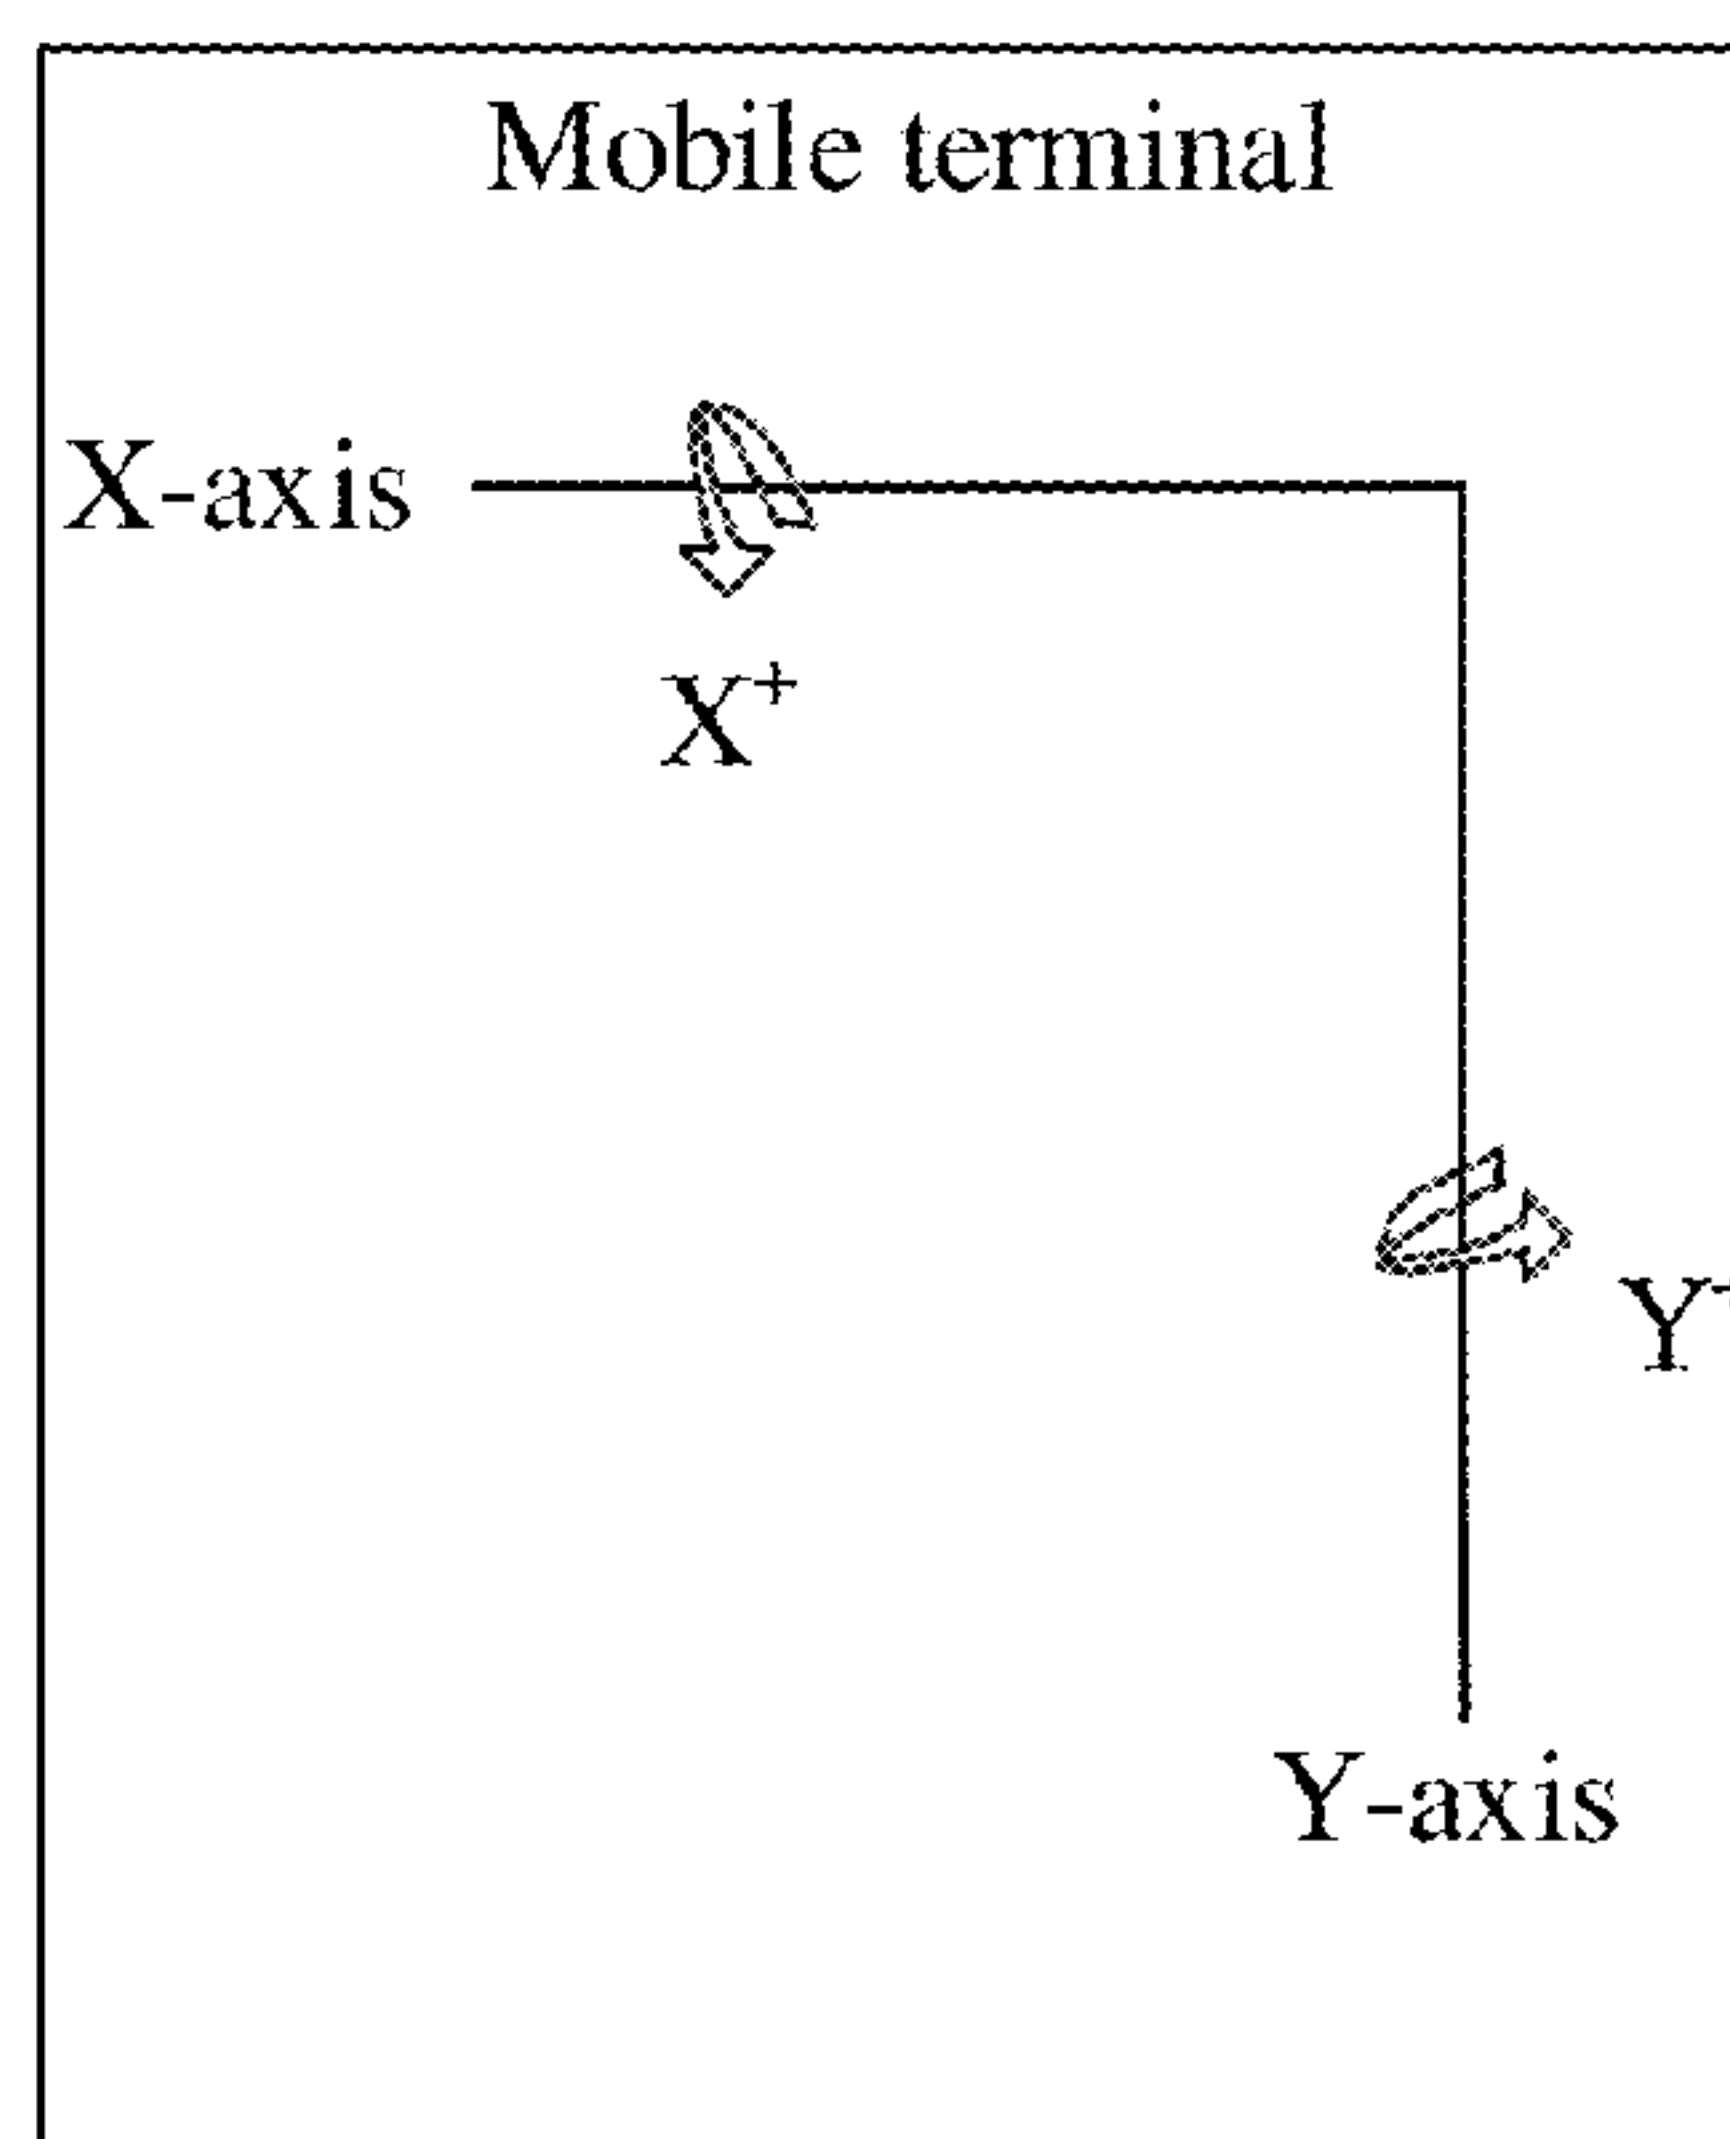 Mobile terminal
X-axis
X⁺
Y⁺
Y-axis